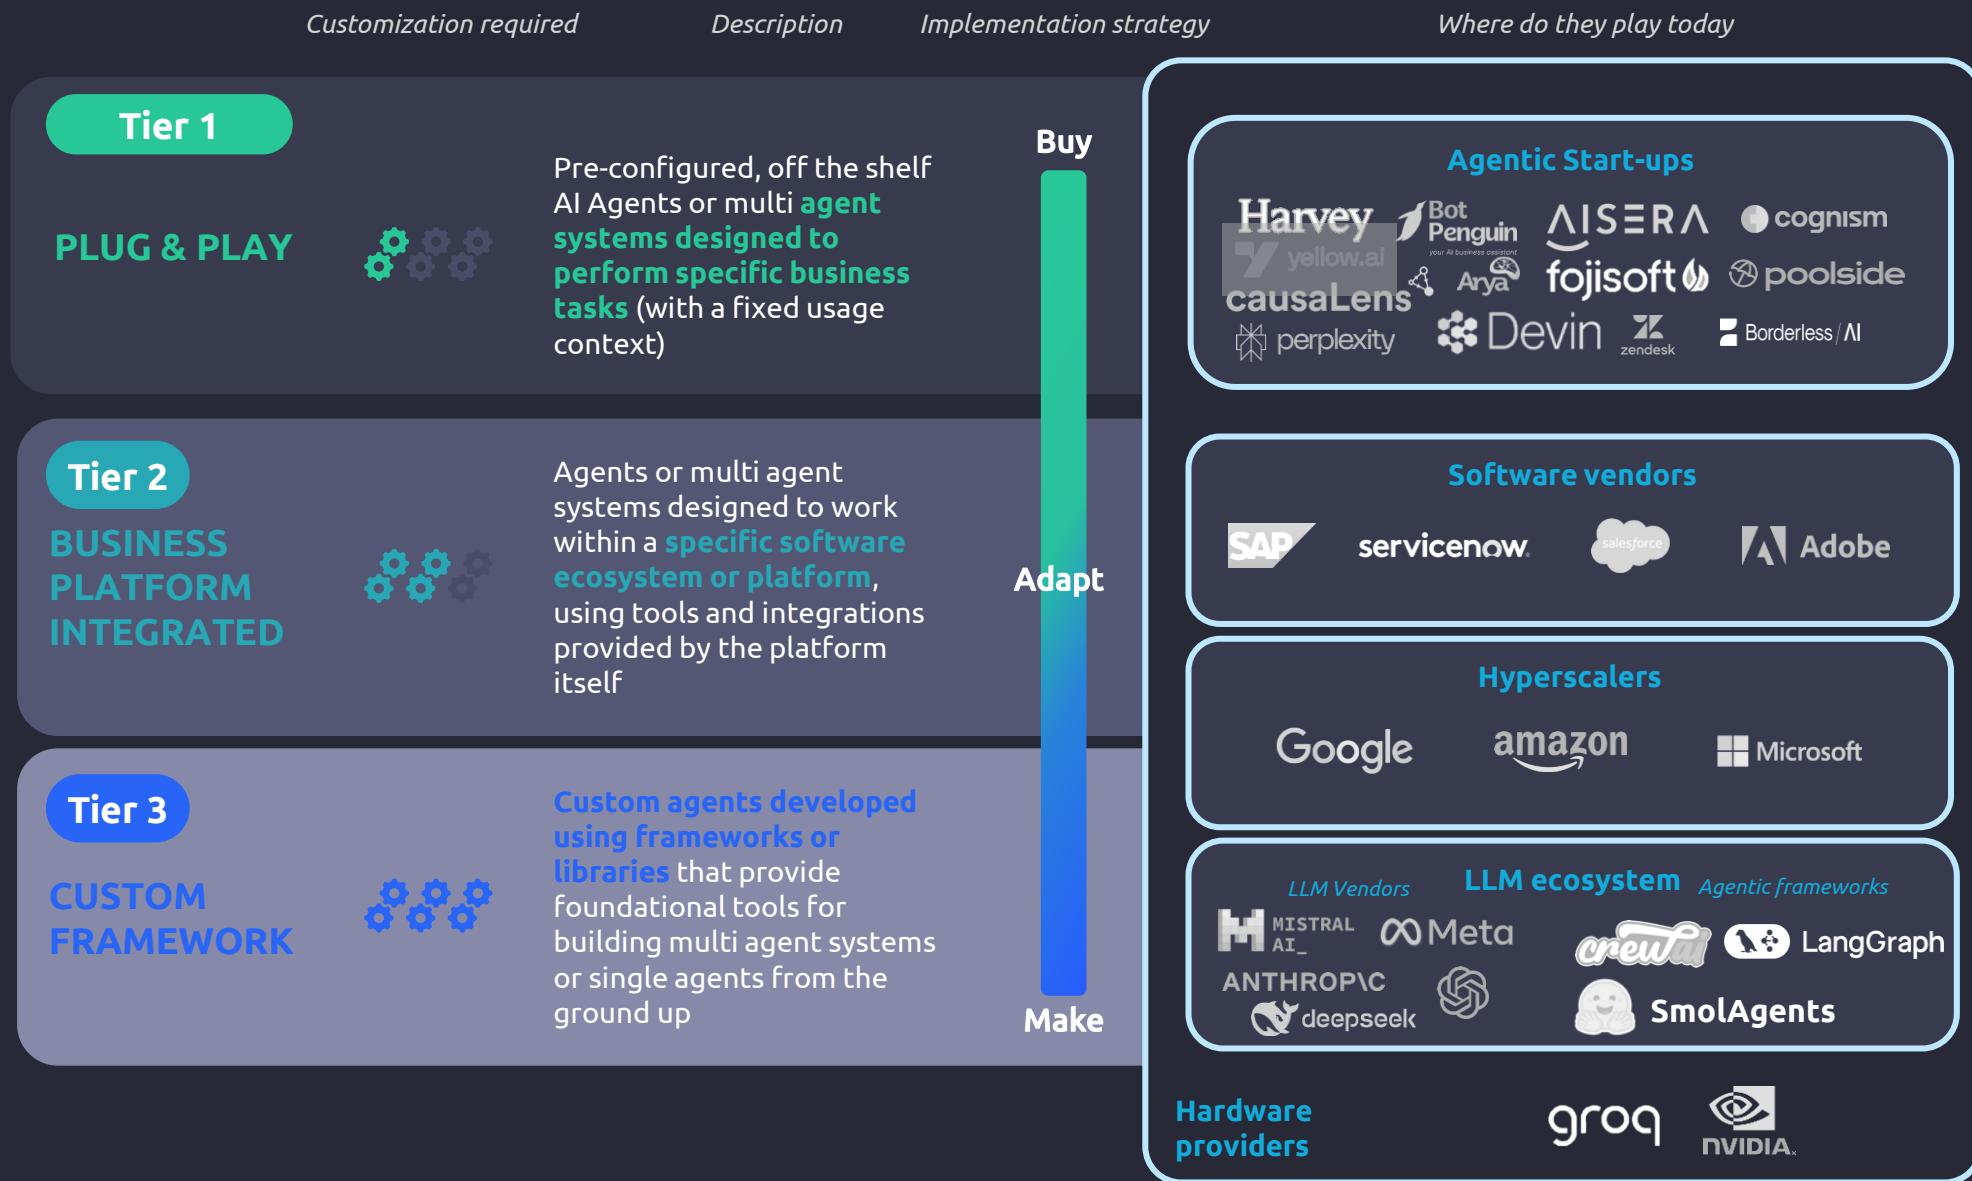 Customization required
Description
Implementation strategy
Where do they play today
Tier 1
PLUG & PLAY
Pre-configured, off the shelf
AI Agents or multi agent
systems designed to
perform specific business
tasks (with a fixed usage
context)
Buy
Agentic Start-ups
Harvey
Bot
Penguin
your AI business assistant
AISERA
cognism
yellow.ai
Arya
fojisoft
poolside
causaLens
perplexity
Devin
zendesk
Borderless/AI
Tier 2
BUSINESS
PLATFORM
INTEGRATED
Agents or multi agent
systems designed to work
within a specific software
ecosystem or platform,
using tools and integrations
provided by the platform
itself
Adapt
Software vendors
SAP
servicenow.
salesforce
Adobe
Hyperscalers
Google
amazon
Microsoft
Tier 3
CUSTOM
FRAMEWORK
Custom agents developed
using frameworks or
libraries that provide
foundational tools for
building multi agent systems
or single agents from the
ground up
Make
LLM ecosystem
LLM Vendors
Agentic frameworks
MISTRAL
AI_
Meta
ANTHROP\C
deepseek
crewai
LangGraph
SmolAgents
Hardware
providers
groq
NVIDIA.